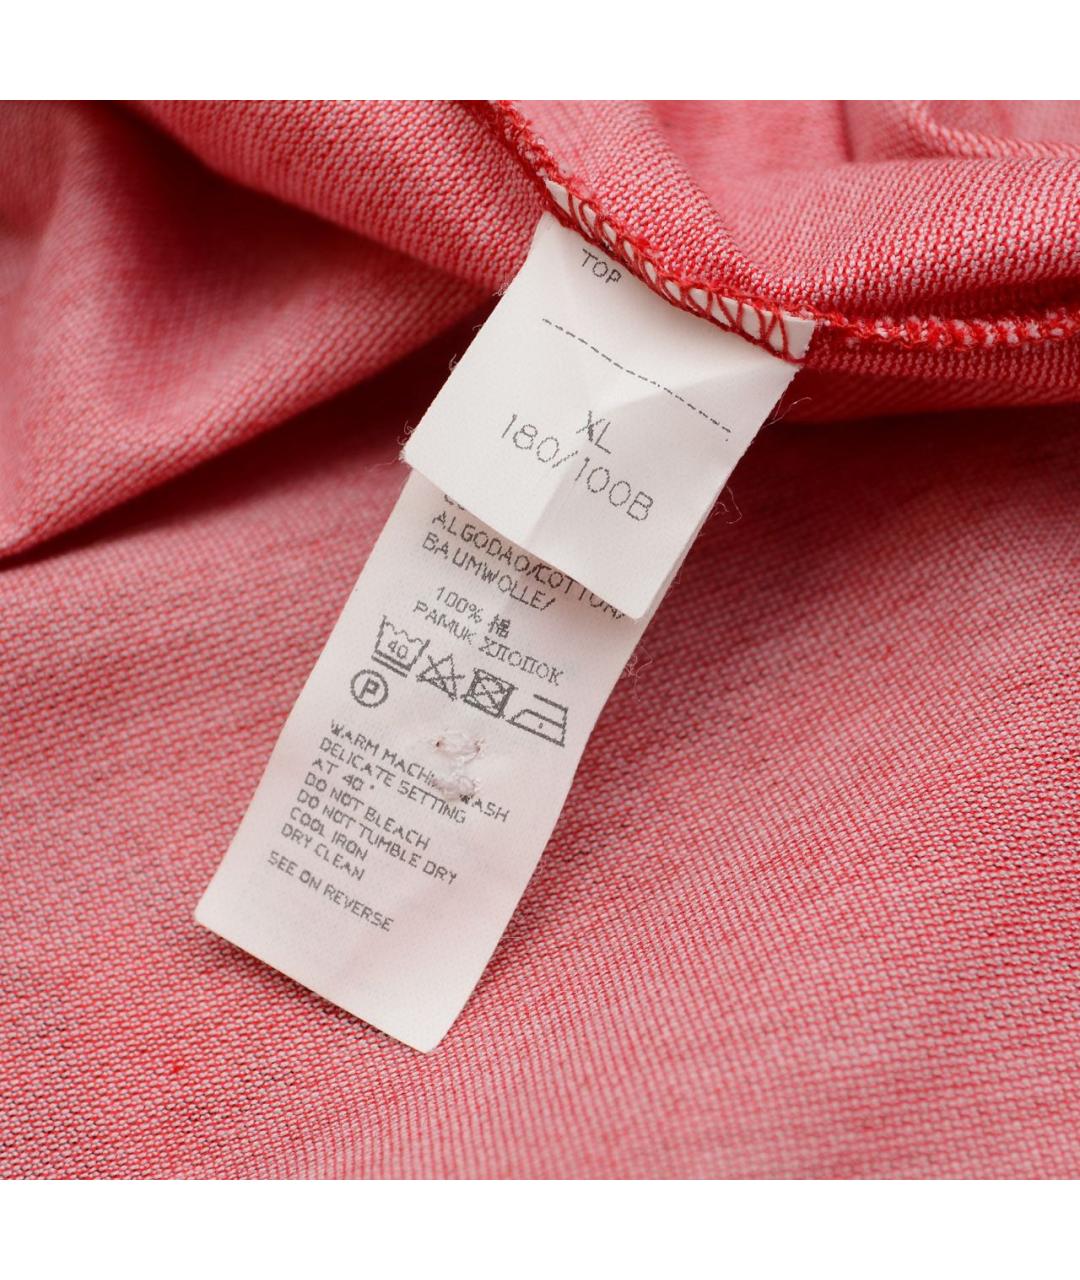 TOP
XL
180/100B
ALGODAO/COTTON/
BAUMWOLLE/
100% 棉
PAMUK ХЛОПОК
40
P
WARM MACHINE WASH
DELICATE SETTING
AT 40°
DO NOT BLEACH
DO NOT TUMBLE DRY
COOL IRON
DRY CLEAN
SEE ON REVERSE